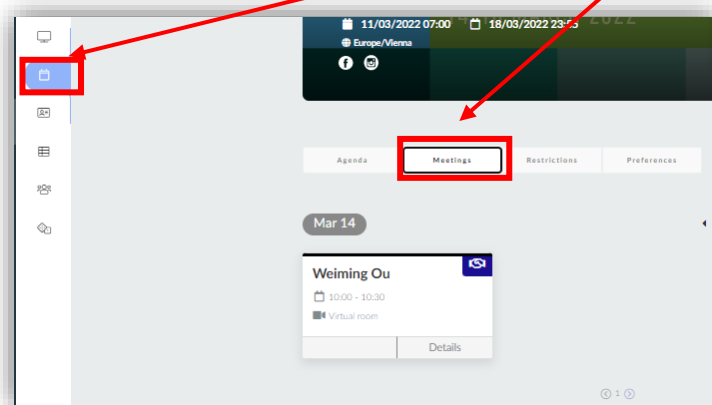 11/03/2022 07:00 18/03/2022 23:55
Europe/Vienna
Agenda Meetings Restrictions Preferences
Mar 14
Weiming Ou
10:00 - 10:30
Virtual room
Details
1